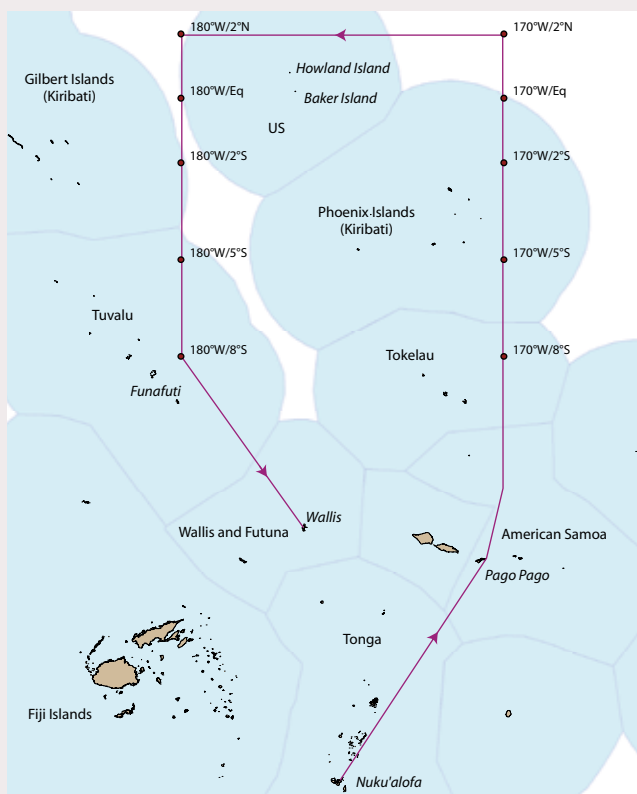 180°W/2°N
170°W/2°N
Howland Island
Gilbert Islands
(Kiribati)
180°W/Eq
Baker Island
170°W/Eq
US
180°W/2°S
170°W/2°S
Phoenix Islands
(Kiribati)
180°W/5°S
170°W/5°S
Tuvalu
180°W/8°S
Tokelau
170°W/8°S
Funafuti
Wallis
Wallis and Futuna
American Samoa
Pago Pago
Tonga
Fiji Islands
Nuku'alofa